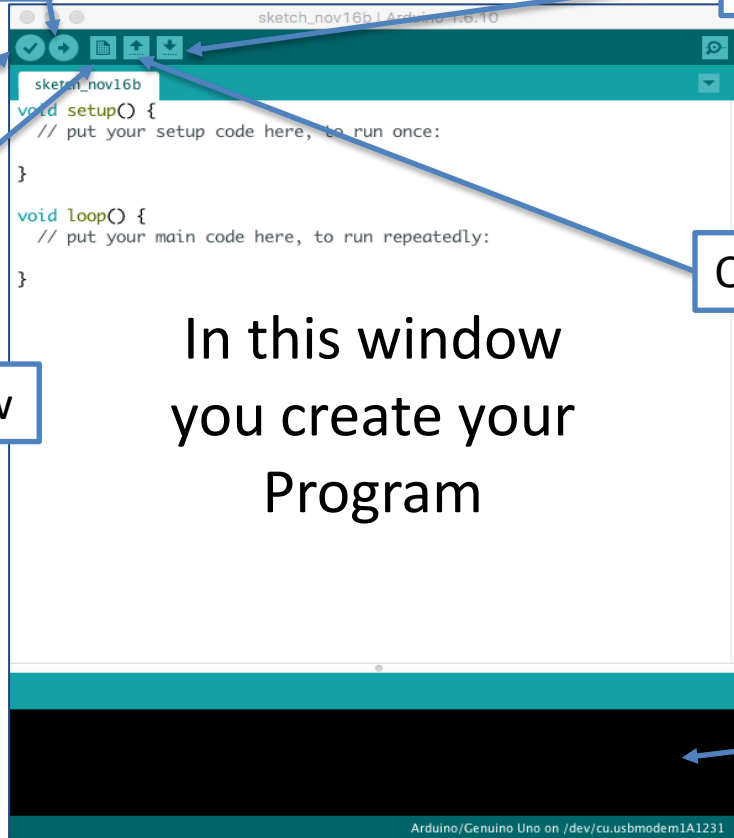 sketch_nov16b | Arduino 1.6.10
sketch_nov16b
void setup() {
  // put your setup code here, to run once:
}
void loop() {
  // put your main code here, to run repeatedly:
}
In this window
you create your
Program
Arduino/Genuino Uno on /dev/cu.usbmodem1A1231